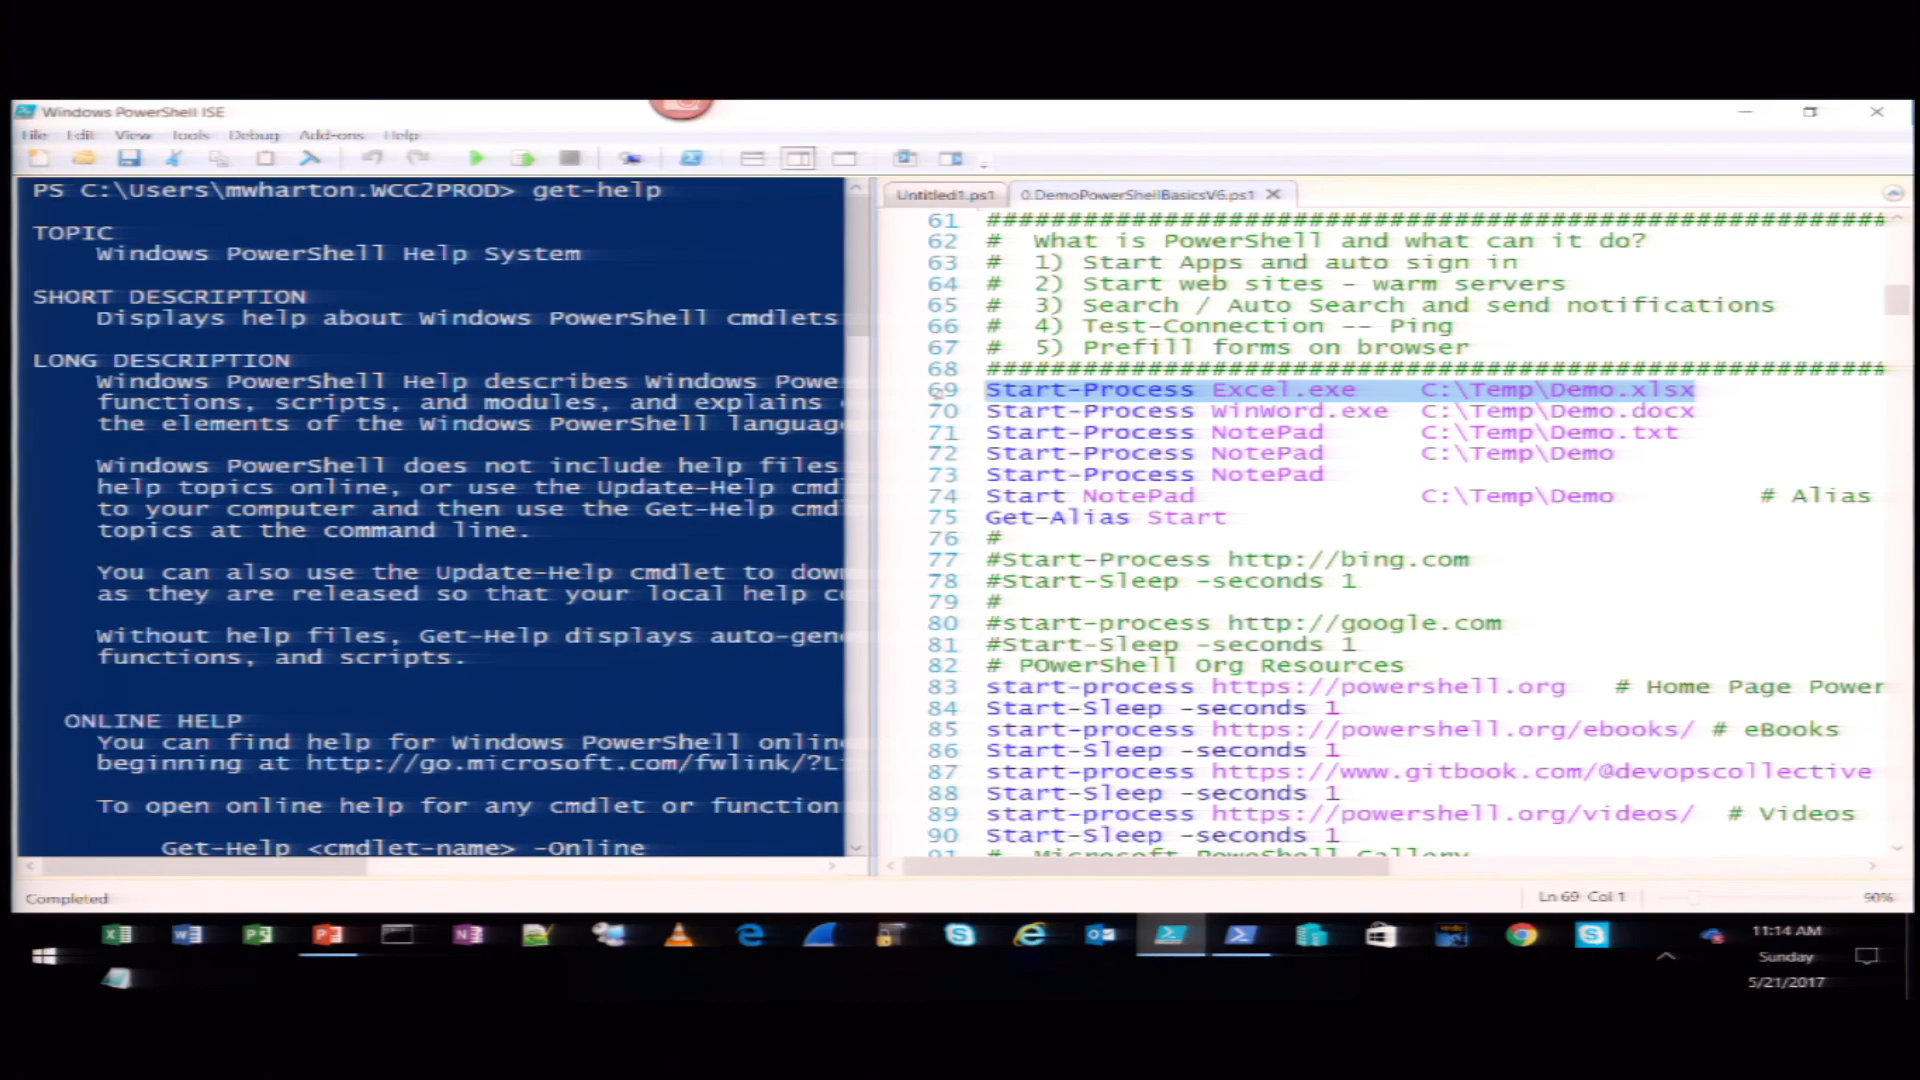 Windows PowerShell ISE
File Edit View Tools Debug Add-ons Help
PS C:\Users\mwharton.WCC2PROD> get-help
TOPIC
Windows PowerShell Help System
SHORT DESCRIPTION
Displays help about Windows PowerShell cmdlets
LONG DESCRIPTION
Windows PowerShell Help describes Windows Powe
functions, scripts, and modules, and explains
the elements of the Windows PowerShell languag
Windows PowerShell does not include help files
help topics online, or use the Update-Help cmd
to your computer and then use the Get-Help cmd
topics at the command line.
You can also use the Update-Help cmdlet to dow
as they are released so that your local help c
Without help files, Get-Help displays auto-gen
functions, and scripts.
ONLINE HELP
You can find help for Windows PowerShell online
beginning at http://go.microsoft.com/fwlink/?Li
To open online help for any cmdlet or function
Get-Help <cmdlet-name> -Online
Untitled1.ps1 0.DemoPowerShellBasicsV6.ps1
61 ########################################################
62 # What is PowerShell and what can it do?
63 # 1) Start Apps and auto sign in
64 # 2) Start web sites - warm servers
65 # 3) Search / Auto Search and send notifications
66 # 4) Test-Connection -- Ping
67 # 5) Prefill forms on browser
68 ########################################################
69 Start-Process Excel.exe C:\Temp\Demo.xlsx
70 Start-Process WinWord.exe C:\Temp\Demo.docx
71 Start-Process NotePad C:\Temp\Demo.txt
72 Start-Process NotePad C:\Temp\Demo
73 Start-Process NotePad
74 Start NotePad C:\Temp\Demo # Alias
75 Get-Alias Start
76 #
77 #Start-Process http://bing.com
78 #Start-Sleep -seconds 1
79 #
80 #start-process http://google.com
81 #Start-Sleep -seconds 1
82 # POwerShell Org Resources
83 start-process https://powershell.org # Home Page Power
84 Start-Sleep -seconds 1
85 start-process https://powershell.org/ebooks/ # eBooks
86 Start-Sleep -seconds 1
87 start-process https://www.gitbook.com/@devopscollective
88 Start-Sleep -seconds 1
89 start-process https://powershell.org/videos/ # Videos
90 Start-Sleep -seconds 1
91 # Microsoft PoweShell Gallery
Completed
Ln 69 Col 1
90%
11:14 AM
Sunday
5/21/2017